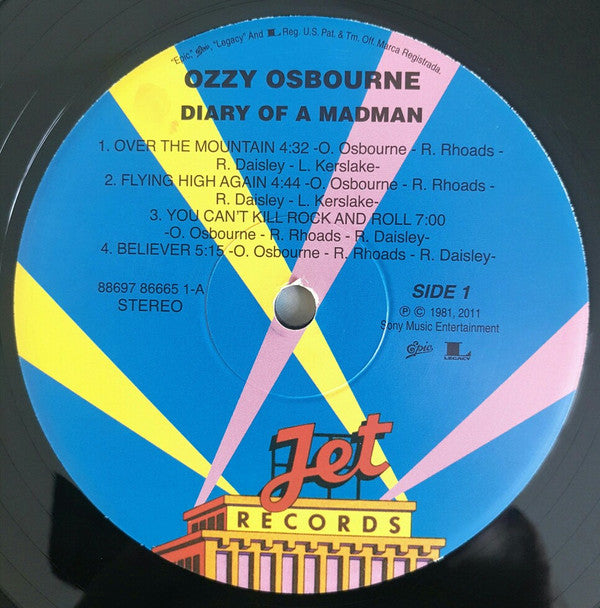 "Epic," Epic, "Legacy" And L Reg. U.S. Pat. & Tm. Off. Marca Registrada.
OZZY OSBOURNE
DIARY OF A MADMAN
1. OVER THE MOUNTAIN 4:32 -O. Osbourne - R. Rhoads -
R. Daisley - L. Kerslake-
2. FLYING HIGH AGAIN 4:44 -O. Osbourne - R. Rhoads -
R. Daisley - L. Kerslake-
3. YOU CAN'T KILL ROCK AND ROLL 7:00
-O. Osbourne - R. Rhoads - R. Daisley-
4. BELIEVER 5:15 -O. Osbourne - R. Rhoads - R. Daisley-
88697 86665 1-A
STEREO
SIDE 1
℗ © 1981, 2011
Sony Music Entertainment
Epic
LEGACY
Jet
RECORDS